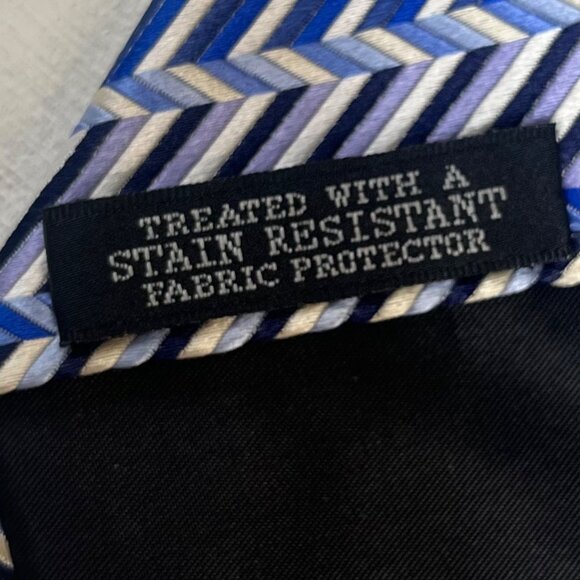 TREATED WITH A
STAIN RESISTANT
FABRIC PROTECTOR